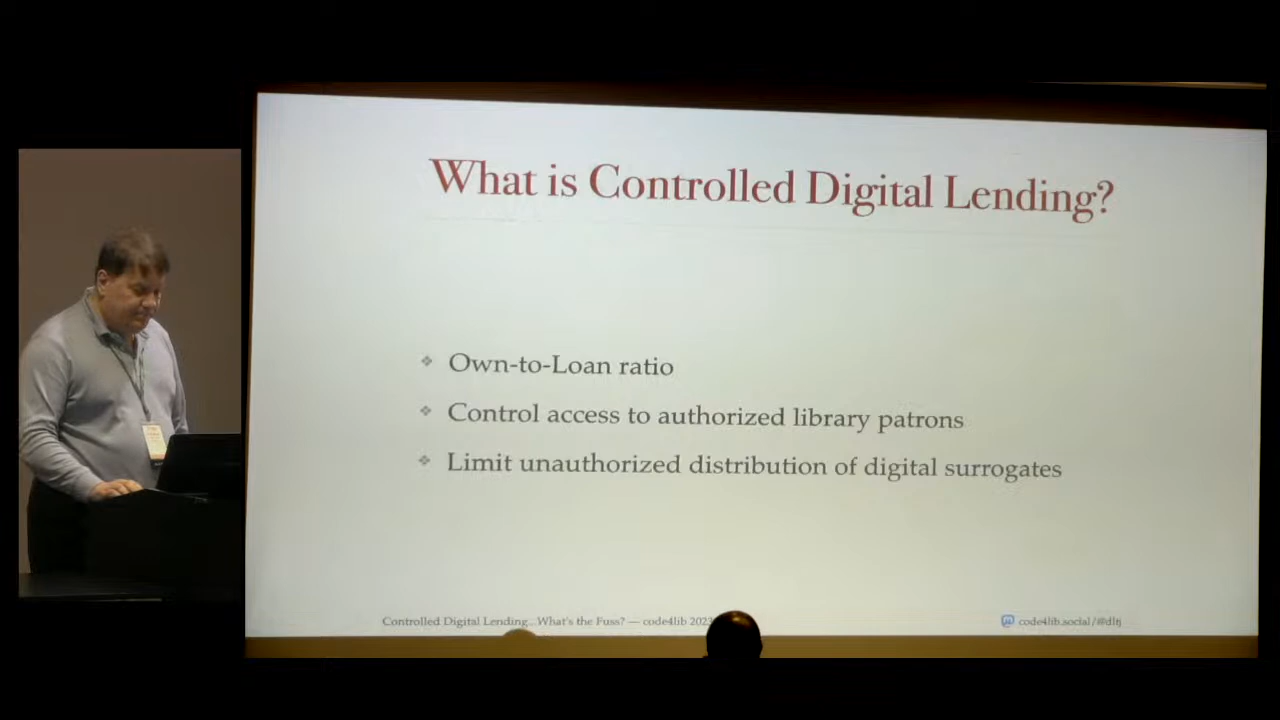 What is Controlled Digital Lending?
Own-to-Loan ratio
Control access to authorized library patrons
Limit unauthorized distribution of digital surrogates
Controlled Digital Lending...What's the Fuss? — code4lib 2023
code4lib.social/@dltj